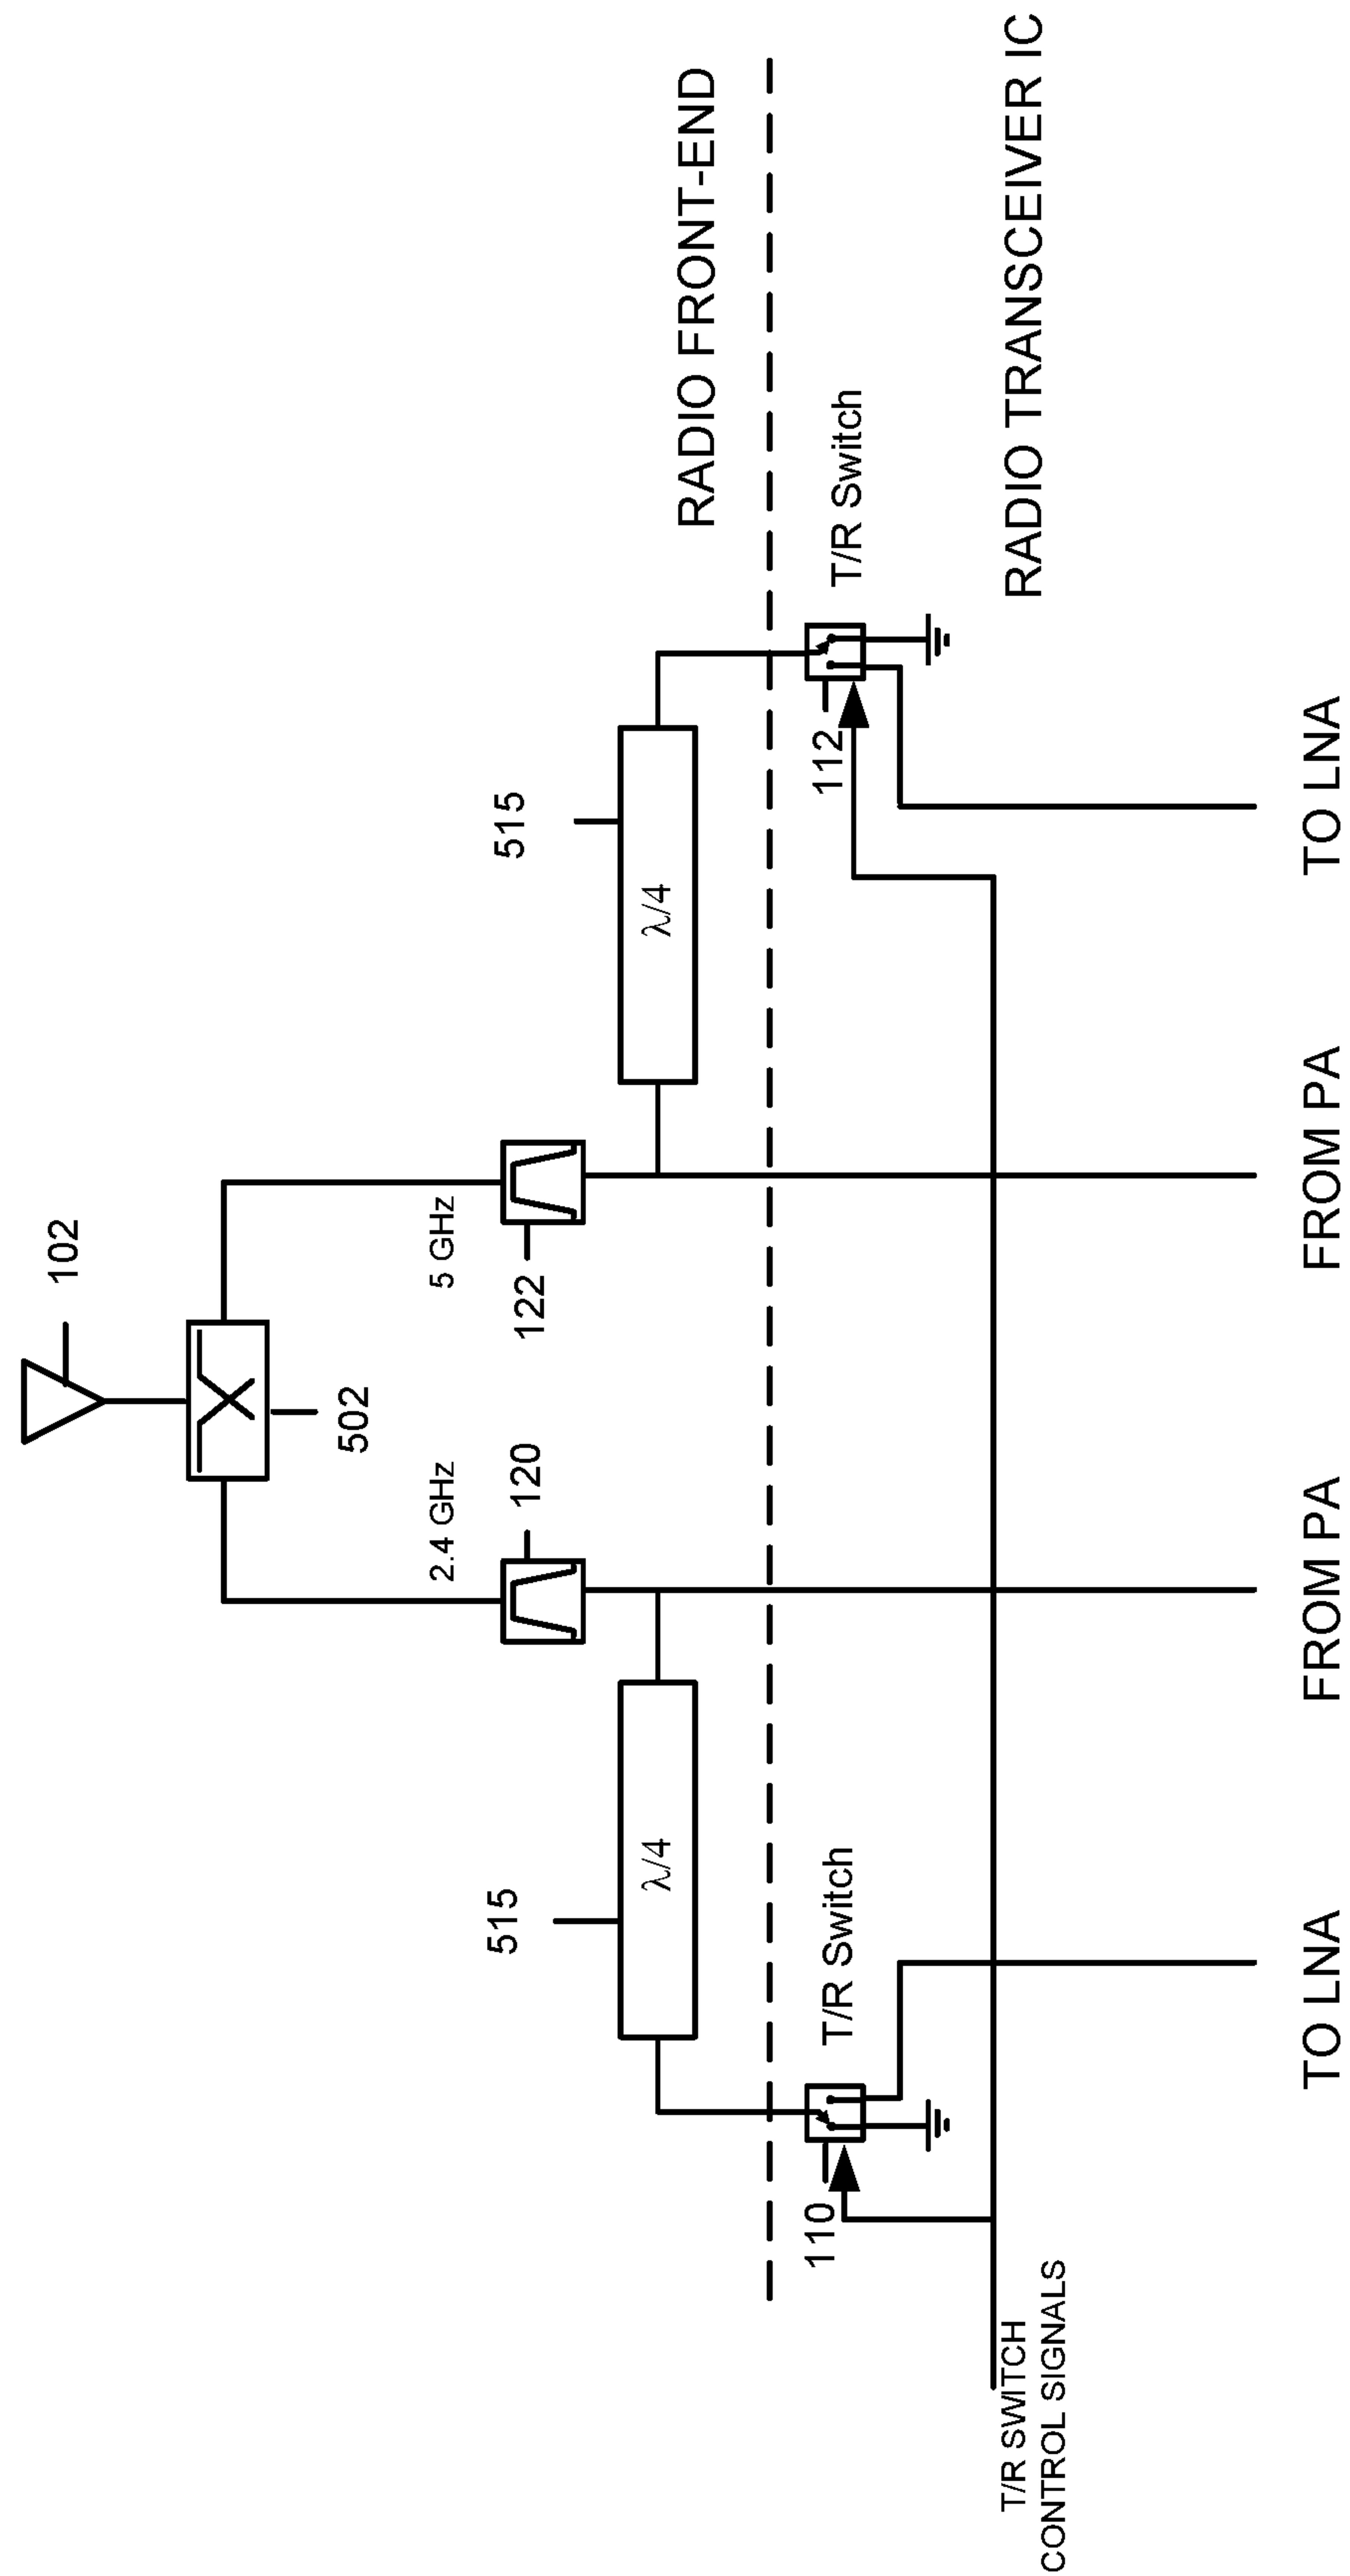 102
502
2.4 GHz
5 GHz
120
122
515
515
λ/4
λ/4
RADIO FRONT-END
T/R Switch
T/R Switch
110
112
T/R SWITCH
CONTROL SIGNALS
RADIO TRANSCEIVER IC
TO LNA
FROM PA
FROM PA
TO LNA